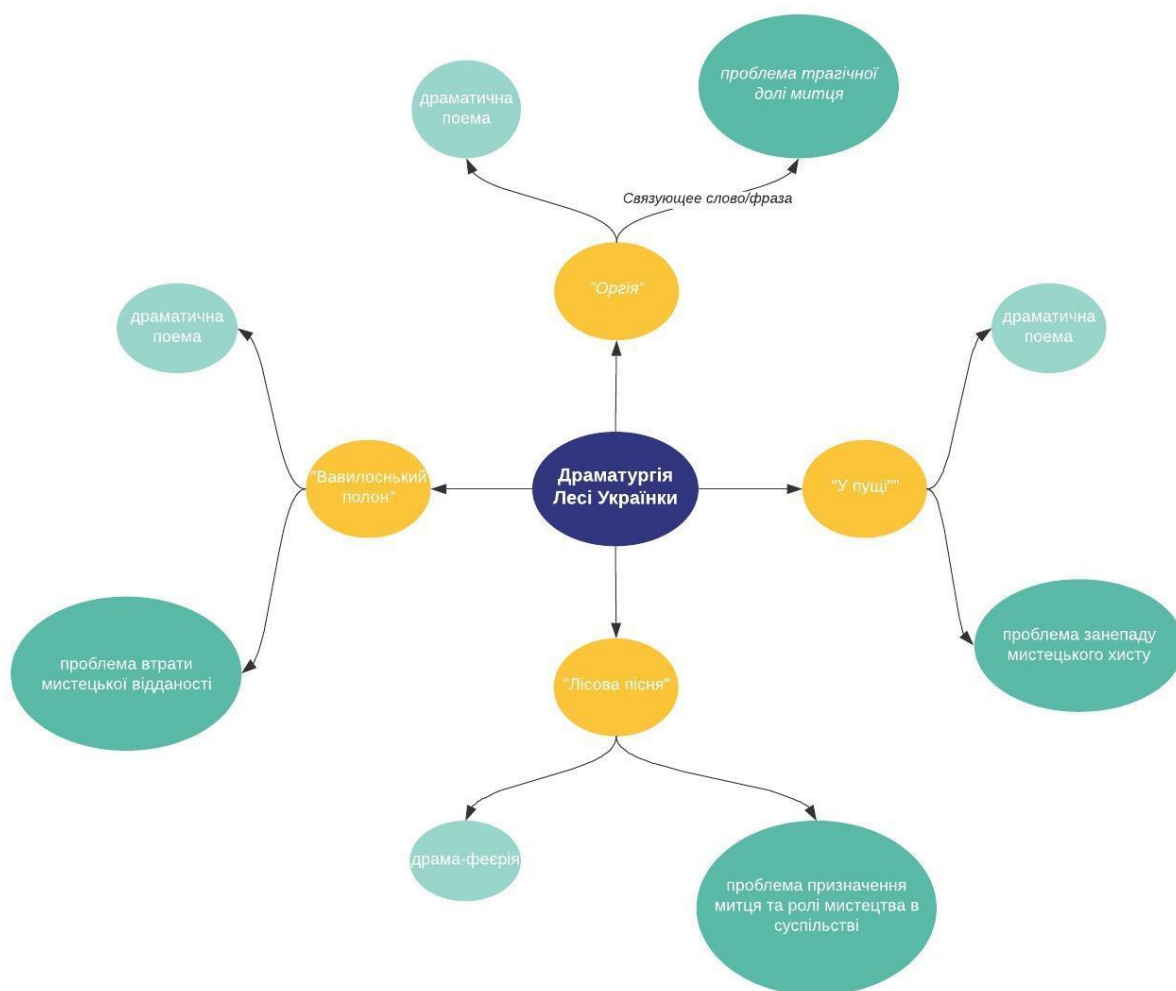 проблема трагічної
долі митця
драматична
поема
Связующее слово/фраза
"Оргія"
драматична
поема
драматична
поема
"Вавилоснький
полон"
Драматургія
Лесі Українки
"У пущі""
проблема втрати
мистецької відданості
проблема занепаду
мистецького хисту
"Лісова пісня"
драма-феєрія
проблема призначення
митця та ролі мистецтва в
суспільстві